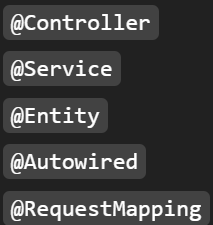 @Controller
@Service
@Entity
@Autowired
@RequestMapping